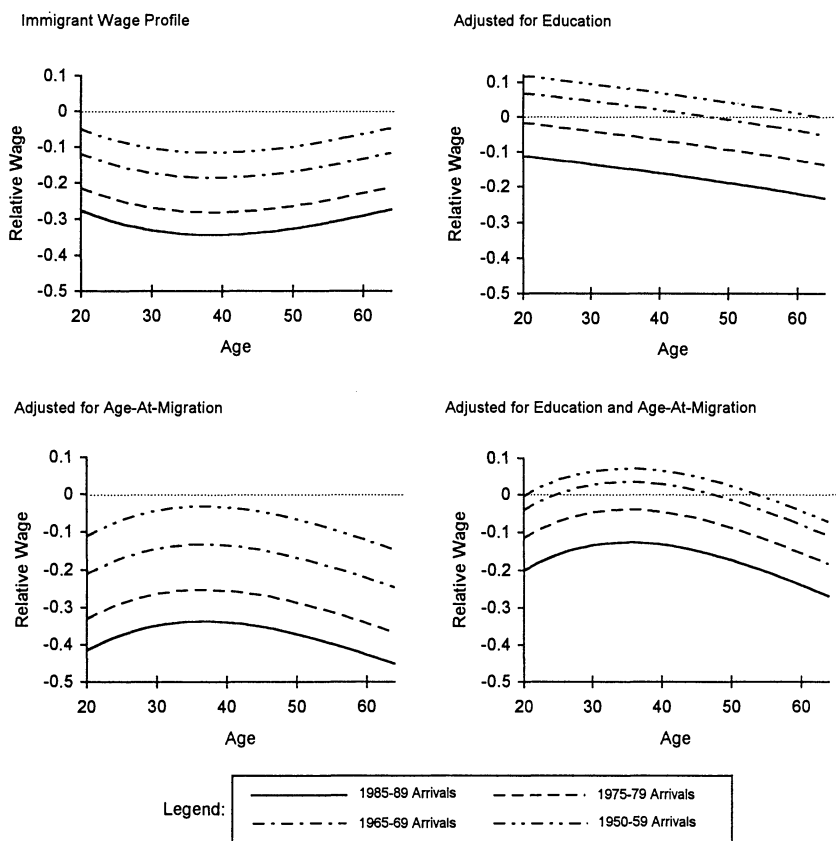 Immigrant Wage Profile
Relative Wage
0.1
0
-0.1
-0.2
-0.3
-0.4
-0.5
20 30 40 50 60
Age
Adjusted for Education
Relative Wage
0.1
0
-0.1
-0.2
-0.3
-0.4
-0.5
20 30 40 50 60
Age
Adjusted for Age-At-Migration
Relative Wage
0.1
0
-0.1
-0.2
-0.3
-0.4
-0.5
20 30 40 50 60
Age
Adjusted for Education and Age-At-Migration
Relative Wage
0.1
0
-0.1
-0.2
-0.3
-0.4
-0.5
20 30 40 50 60
Age
Legend:
1985-89 Arrivals 1975-79 Arrivals
1965-69 Arrivals 1950-59 Arrivals